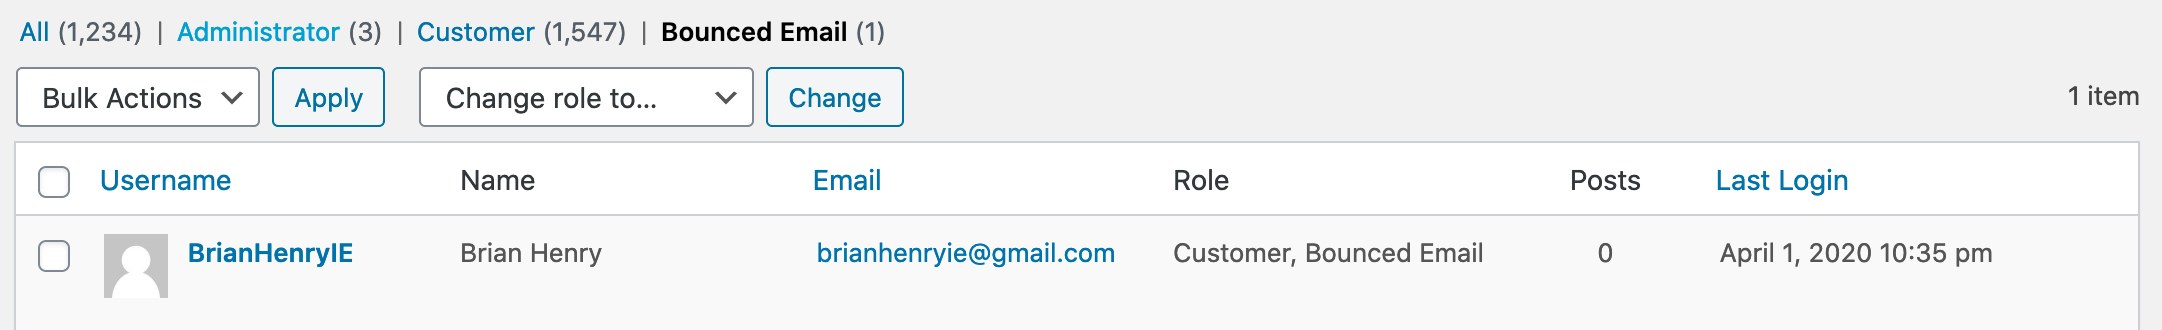 All (1,234) | Administrator (3) | Customer (1,547) | Bounced Email (1)
Bulk Actions Apply Change role to... Change 1 item
Username Name Email Role Posts Last Login
BrianHenryIE Brian Henry brianhenryie@gmail.com Customer, Bounced Email 0 April 1, 2020 10:35 pm